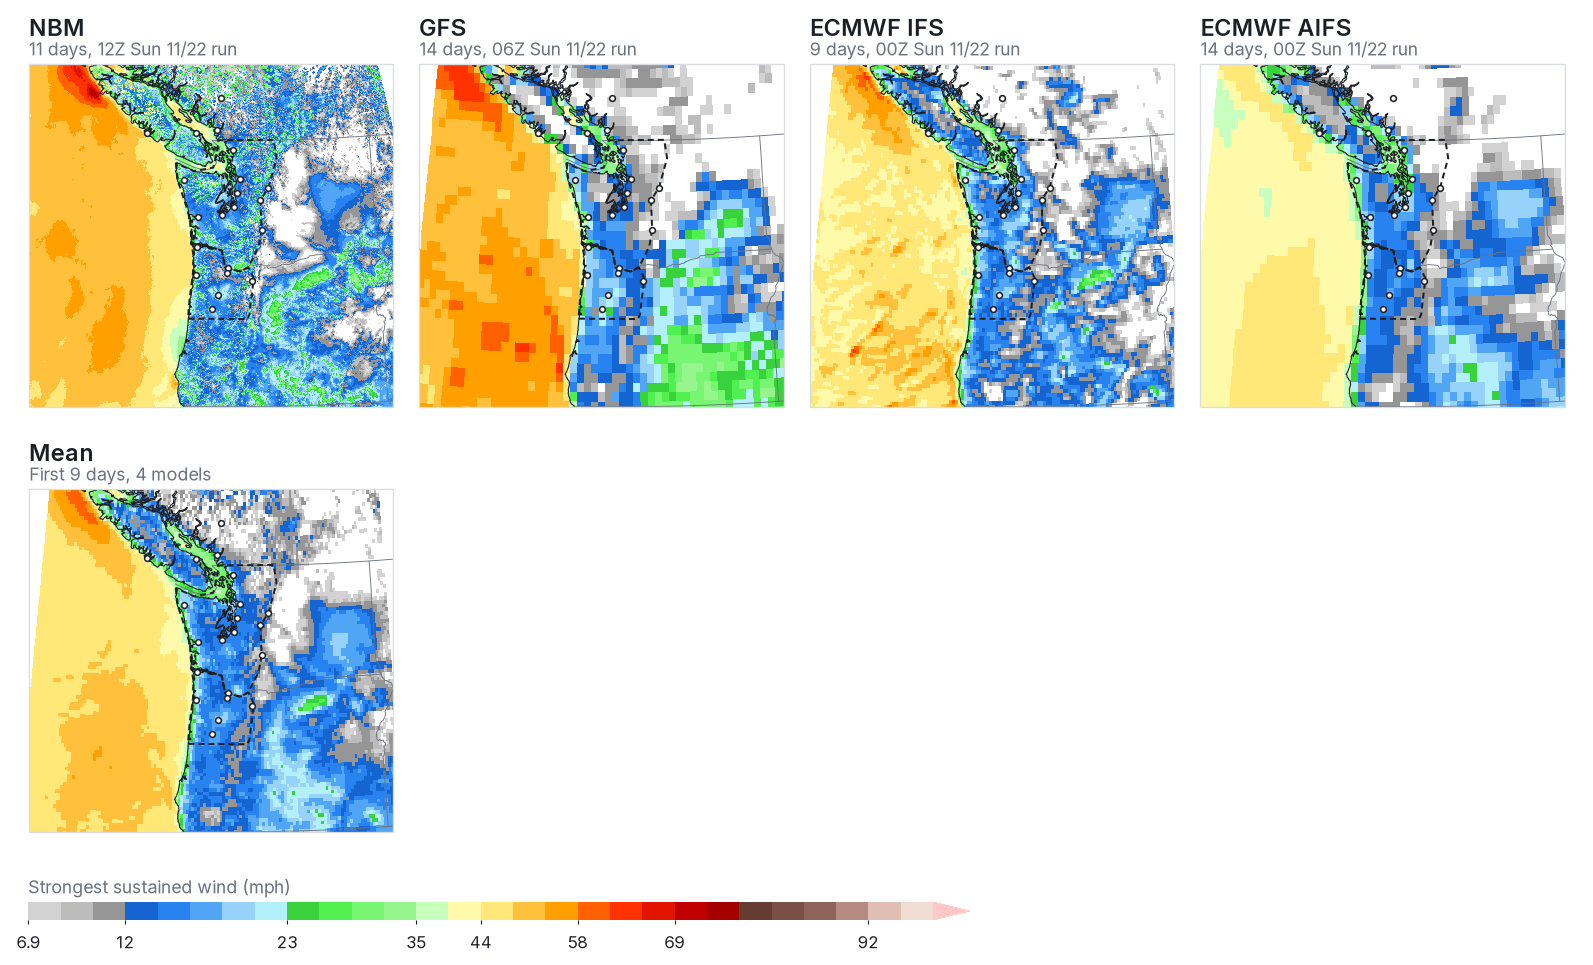 NBM
11 days, 12Z Sun 11/22 run
GFS
14 days, 06Z Sun 11/22 run
ECMWF IFS
9 days, 00Z Sun 11/22 run
ECMWF AIFS
14 days, 00Z Sun 11/22 run
Mean
First 9 days, 4 models
Strongest sustained wind (mph)
6.9 12 23 35 44 58 69 92